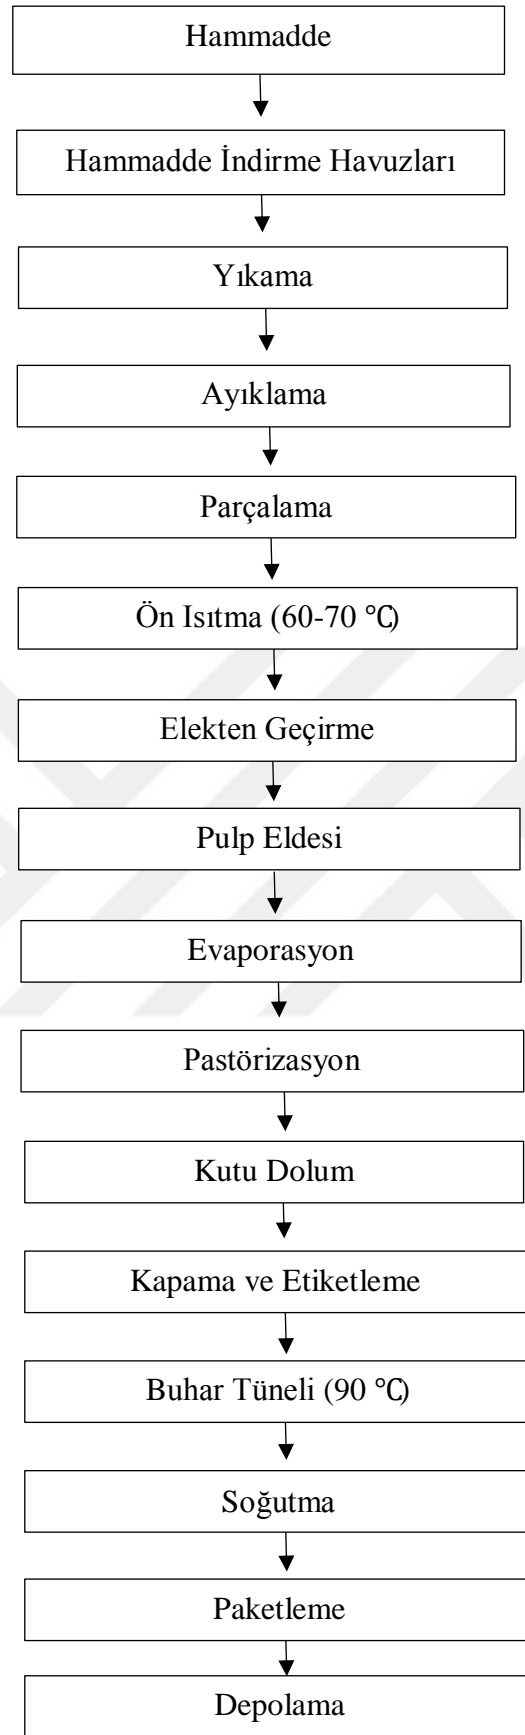 Hammadde
Hammadde İndirme Havuzları
Yıkama
Ayıklama
Parçalama
Ön Isıtma (60-70 °C)
Elekten Geçirme
Pulp Eldesi
Evaporasyon
Pastörizasyon
Kutu Dolum
Kapama ve Etiketleme
Buhar Tüneli (90 °C)
Soğutma
Paketleme
Depolama